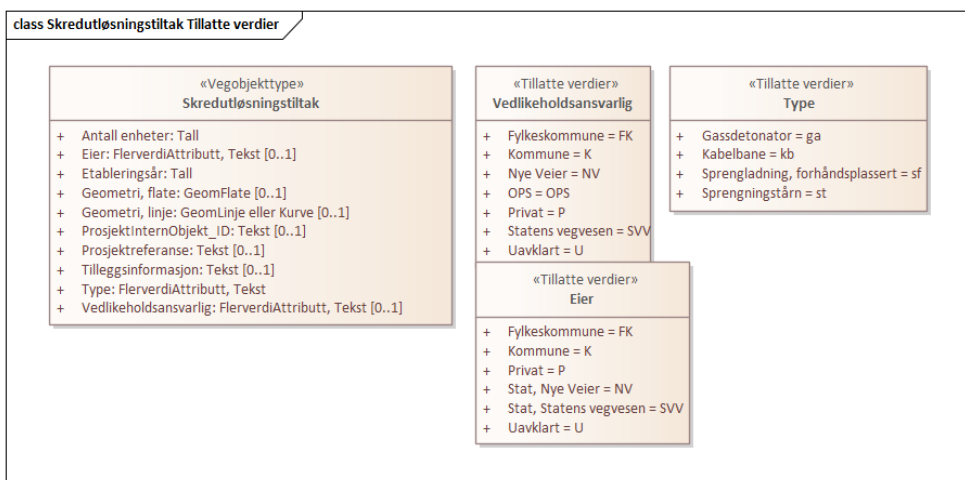 class Skredutløsningstiltak Tillatte verdier
«Vegobjekttype»
Skredutløsningstiltak
+ Antall enheter: Tall
+ Eier: FlerverdiAttributt, Tekst [0..1]
+ Etableringsår: Tall
+ Geometri, flate: GeomFlate [0..1]
+ Geometri, linje: GeomLinje eller Kurve [0..1]
+ ProsjektInternObjekt_ID: Tekst [0..1]
+ Prosjektreferanse: Tekst [0..1]
+ Tilleggsinformasjon: Tekst [0..1]
+ Type: FlerverdiAttributt, Tekst
+ Vedlikeholdsansvarlig: FlerverdiAttributt, Tekst [0..1]
«Tillatte verdier»
Vedlikeholdsansvarlig
+ Fylkeskommune = FK
+ Kommune = K
+ Nye Veier = NV
+ OPS = OPS
+ Privat = P
+ Statens vegvesen = SVV
+ Uavklart = U
«Tillatte verdier»
Eier
+ Fylkeskommune = FK
+ Kommune = K
+ Privat = P
+ Stat, Nye Veier = NV
+ Stat, Statens vegvesen = SVV
+ Uavklart = U
«Tillatte verdier»
Type
+ Gassdetonator = ga
+ Kabelbane = kb
+ Sprengladning, forhåndsplassert = sf
+ Sprengningstårn = st